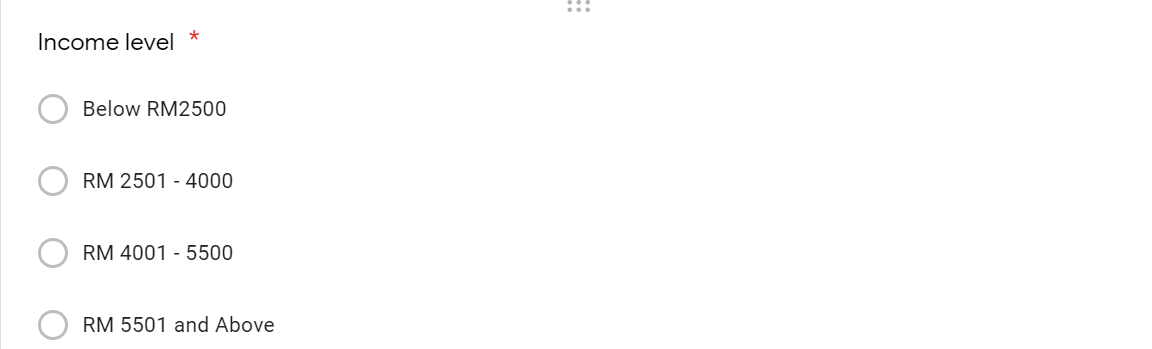 Income level *
Below RM2500
RM 2501 - 4000
RM 4001 - 5500
RM 5501 and Above